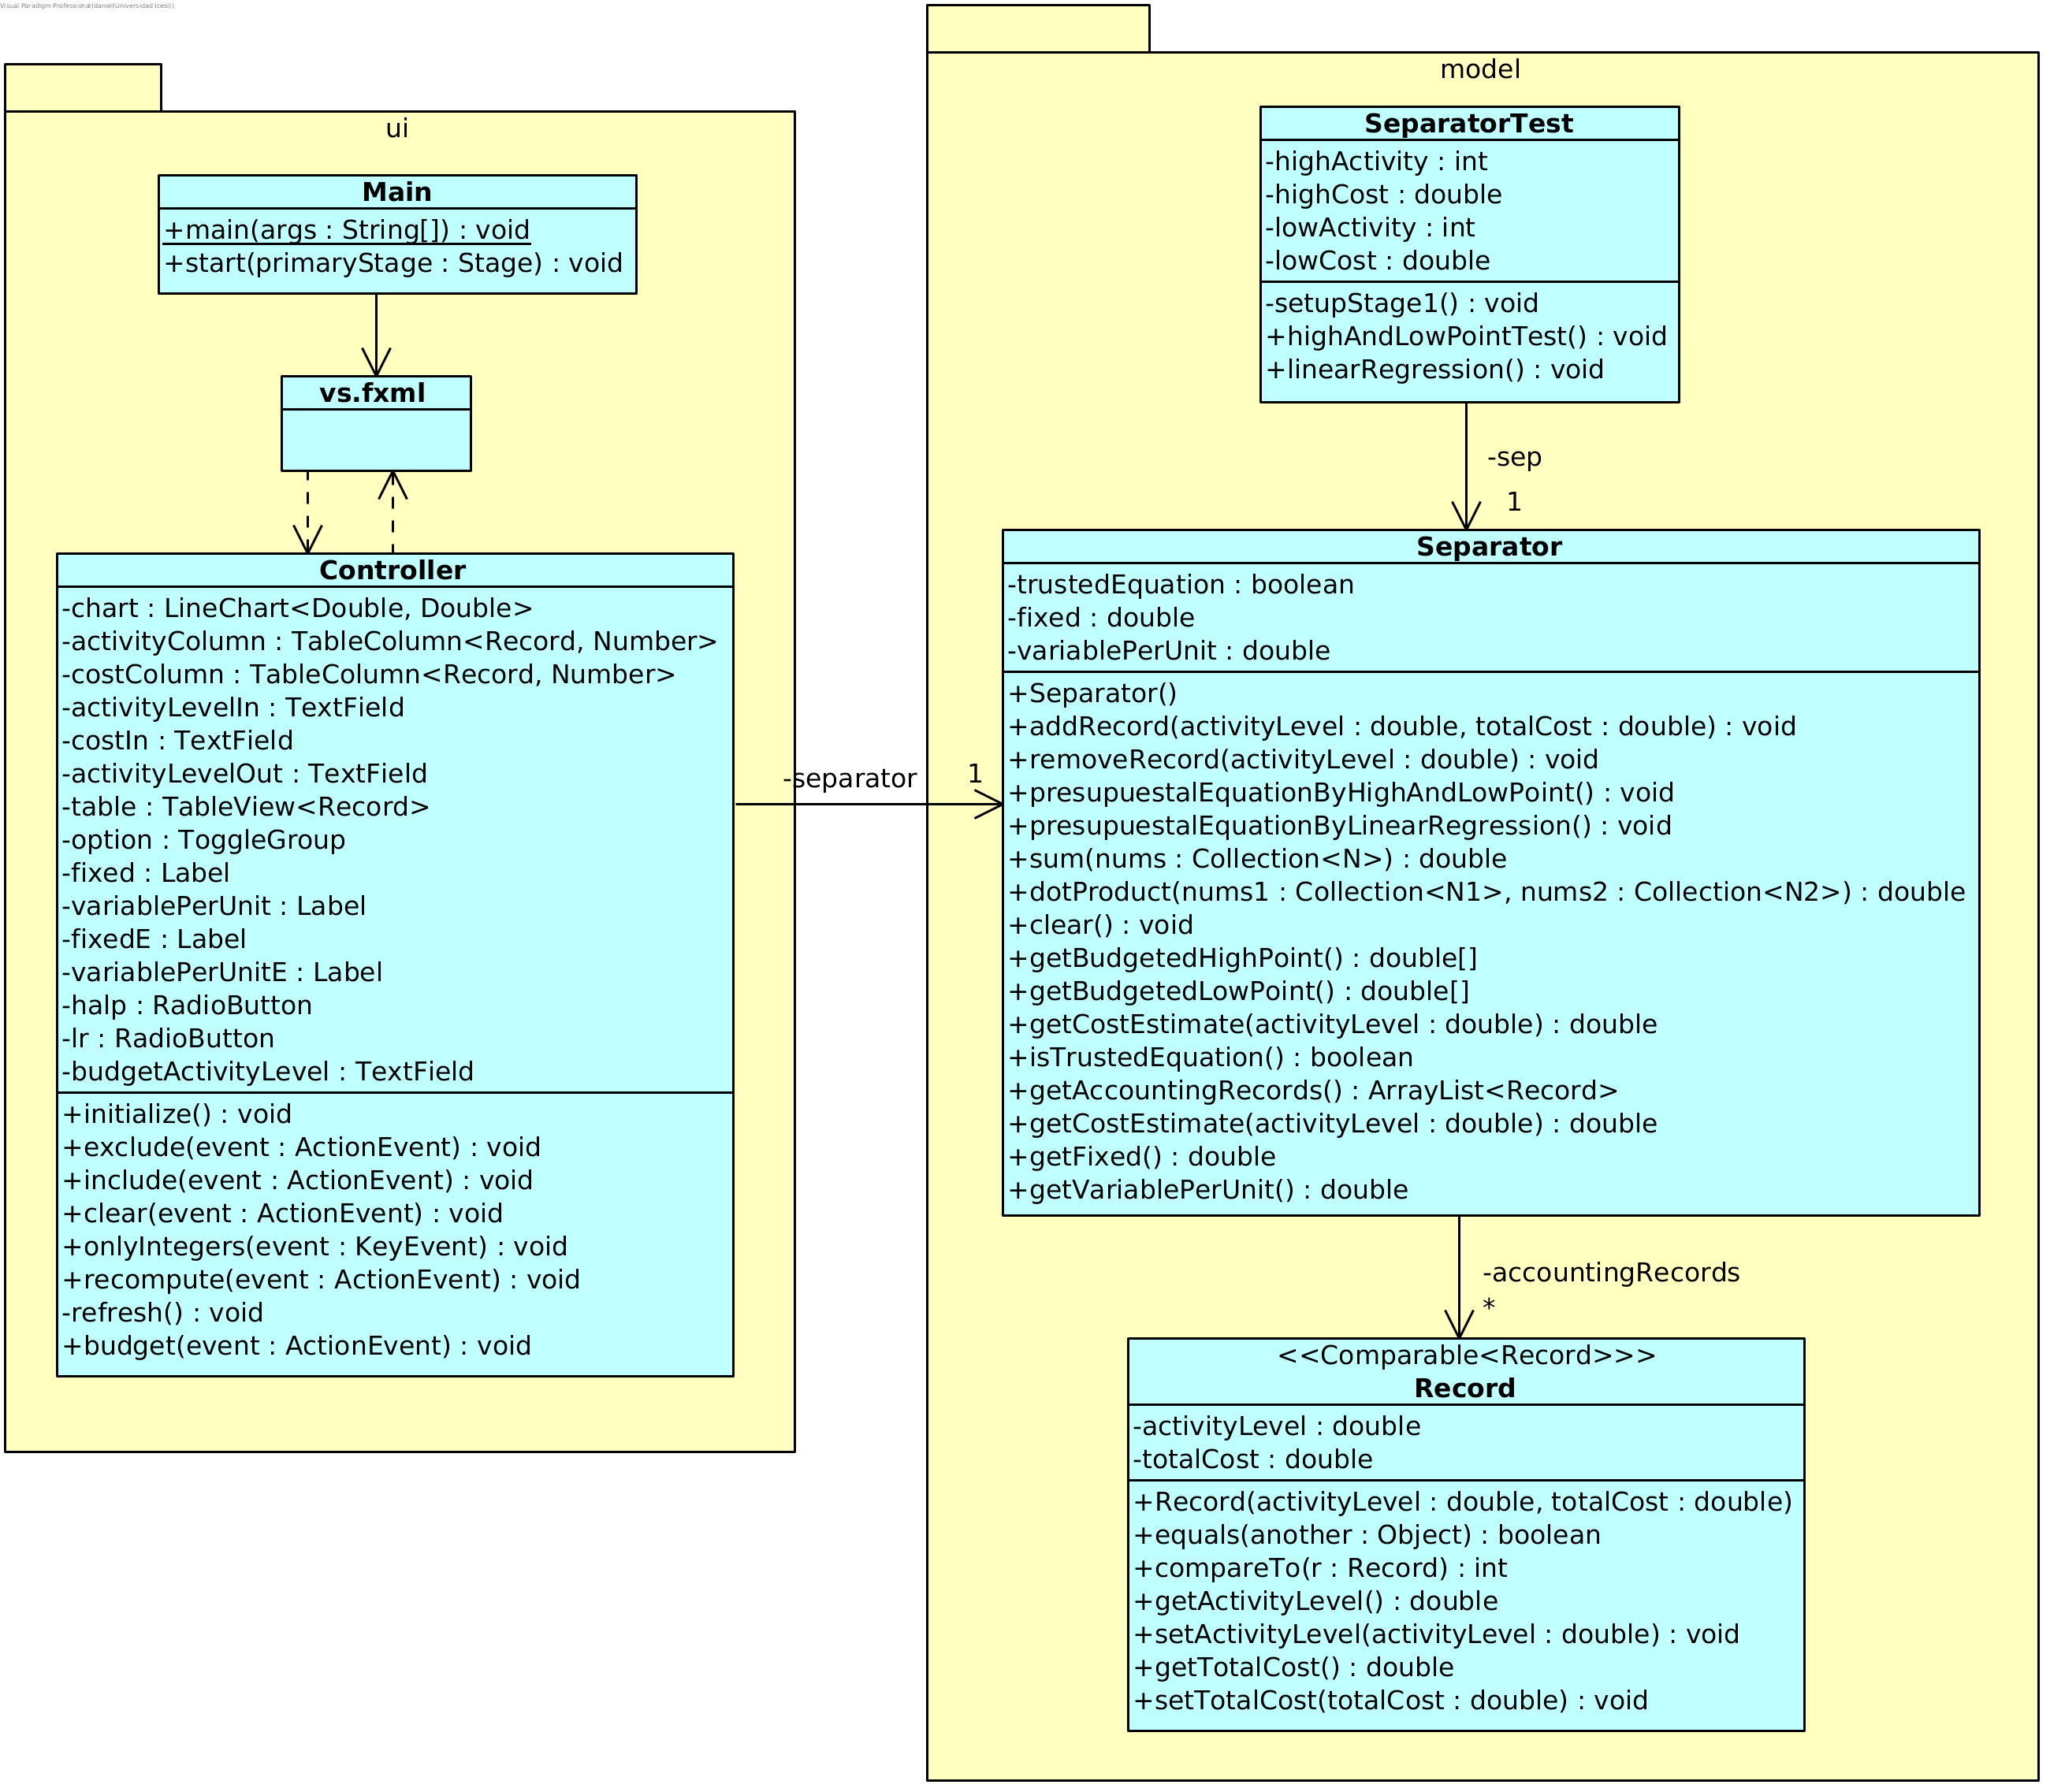 Visual Paradigm Professional(daniel(Universidad Icesi))
ui
Main
+main(args : String[]) : void
+start(primaryStage : Stage) : void
vs.fxml
Controller
-chart : LineChart<Double, Double>
-activityColumn : TableColumn<Record, Number>
-costColumn : TableColumn<Record, Number>
-activityLevelIn : TextField
-costIn : TextField
-activityLevelOut : TextField
-table : TableView<Record>
-option : ToggleGroup
-fixed : Label
-variablePerUnit : Label
-fixedE : Label
-variablePerUnitE : Label
-halp : RadioButton
-lr : RadioButton
-budgetActivityLevel : TextField
+initialize() : void
+exclude(event : ActionEvent) : void
+include(event : ActionEvent) : void
+clear(event : ActionEvent) : void
+onlyIntegers(event : KeyEvent) : void
+recompute(event : ActionEvent) : void
-refresh() : void
+budget(event : ActionEvent) : void
-separator
1
model
SeparatorTest
-highActivity : int
-highCost : double
-lowActivity : int
-lowCost : double
-setupStage1() : void
+highAndLowPointTest() : void
+linearRegression() : void
-sep
1
Separator
-trustedEquation : boolean
-fixed : double
-variablePerUnit : double
+Separator()
+addRecord(activityLevel : double, totalCost : double) : void
+removeRecord(activityLevel : double) : void
+presupuestalEquationByHighAndLowPoint() : void
+presupuestalEquationByLinearRegression() : void
+sum(nums : Collection<N>) : double
+dotProduct(nums1 : Collection<N1>, nums2 : Collection<N2>) : double
+clear() : void
+getBudgetedHighPoint() : double[]
+getBudgetedLowPoint() : double[]
+getCostEstimate(activityLevel : double) : double
+isTrustedEquation() : boolean
+getAccountingRecords() : ArrayList<Record>
+getCostEstimate(activityLevel : double) : double
+getFixed() : double
+getVariablePerUnit() : double
-accountingRecords
*
<<Comparable<Record>>>
Record
-activityLevel : double
-totalCost : double
+Record(activityLevel : double, totalCost : double)
+equals(another : Object) : boolean
+compareTo(r : Record) : int
+getActivityLevel() : double
+setActivityLevel(activityLevel : double) : void
+getTotalCost() : double
+setTotalCost(totalCost : double) : void